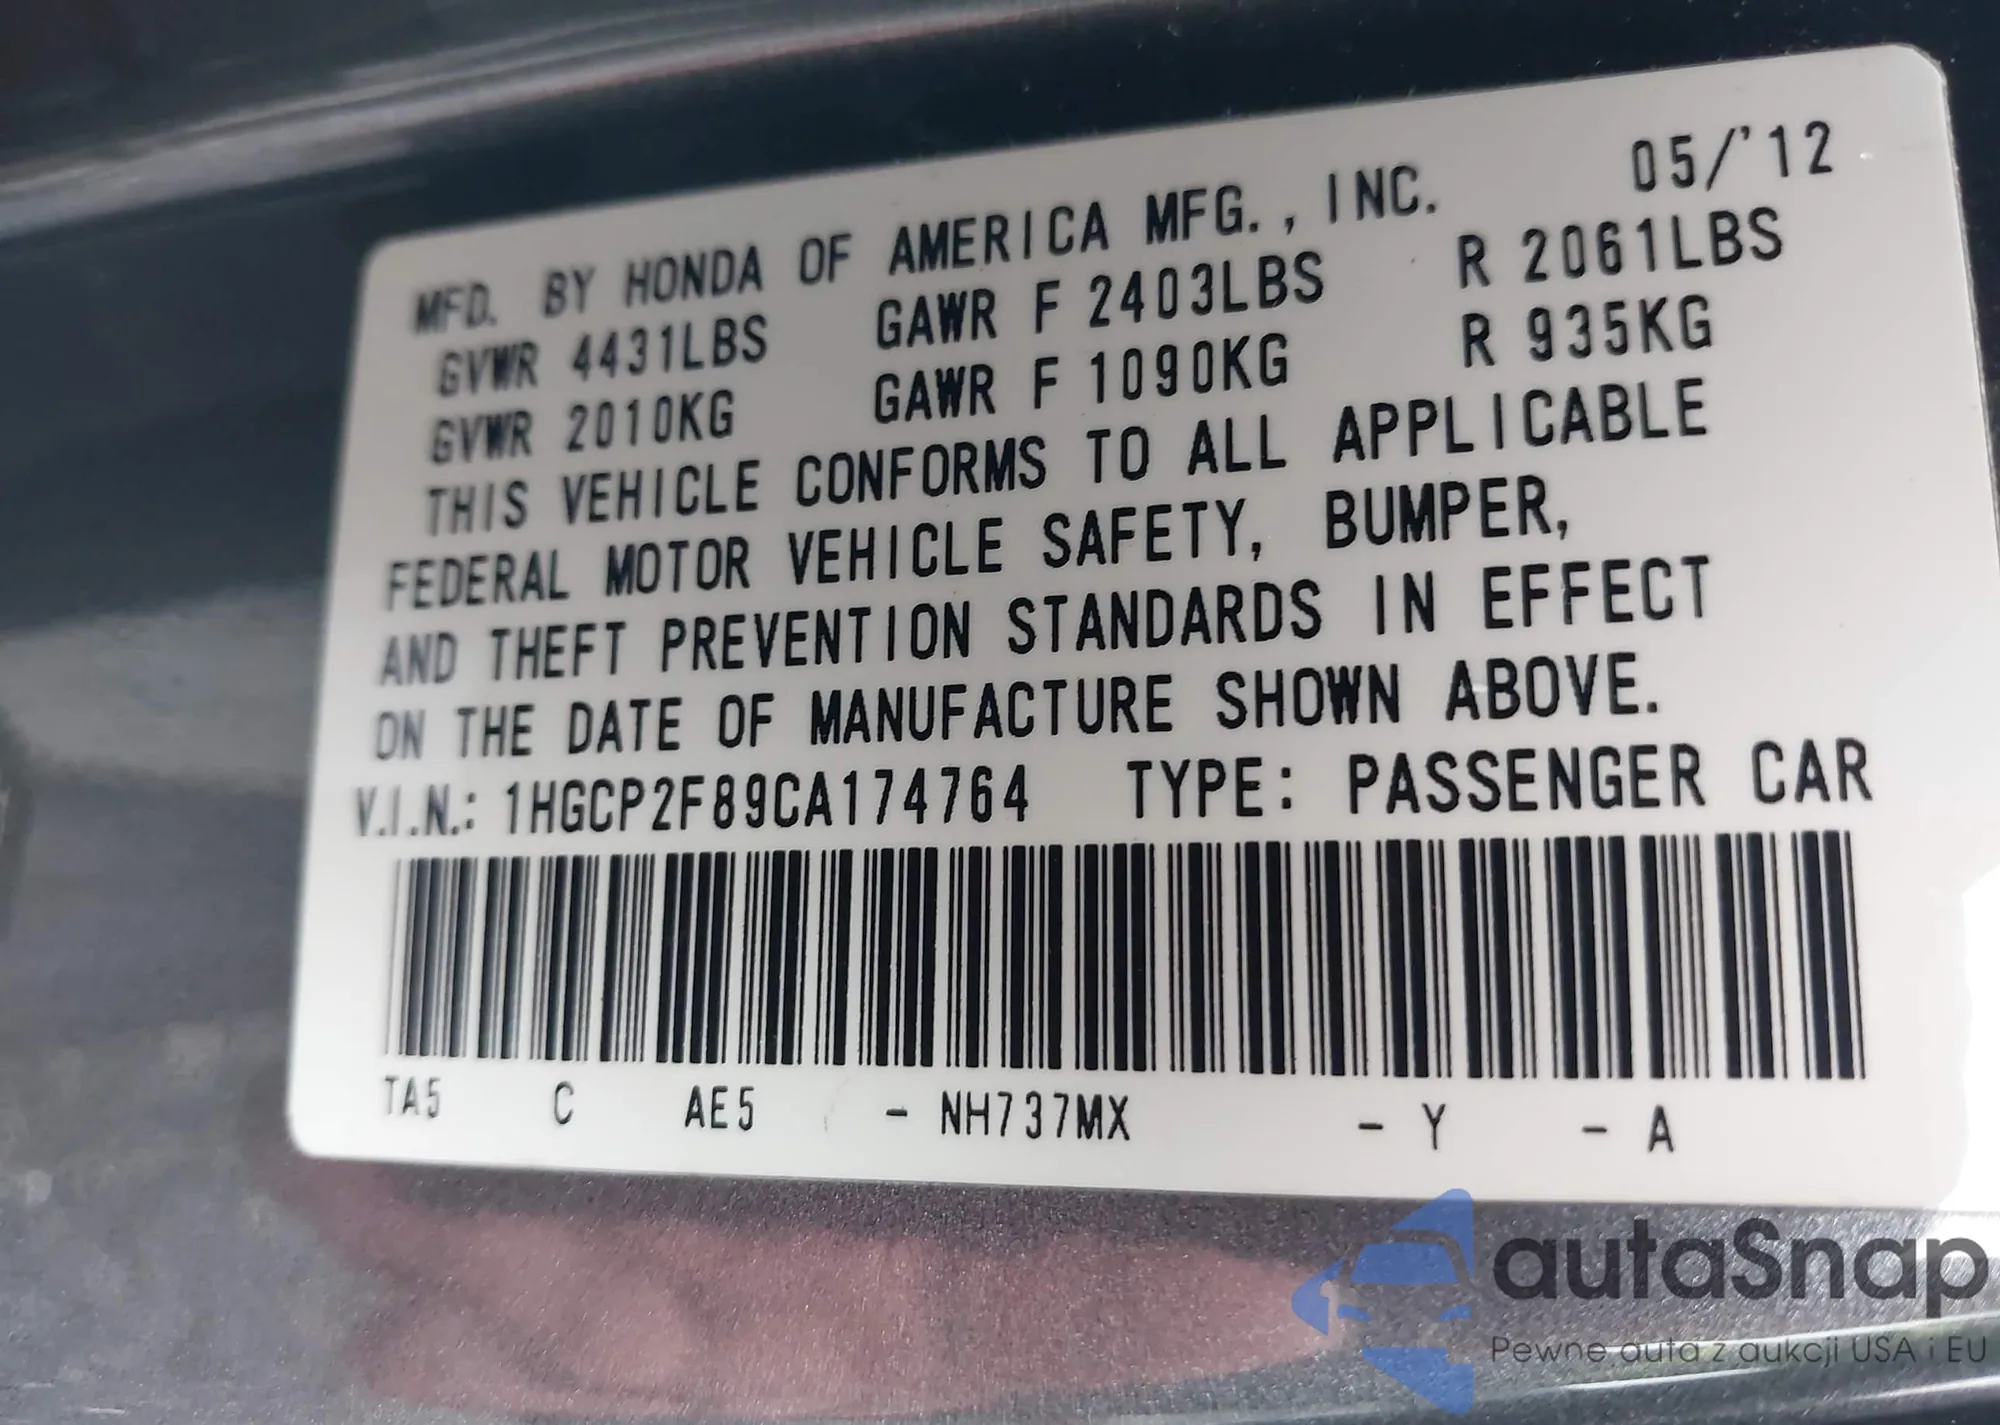 MFD. BY HONDA OF AMERICA MFG., INC. 05/'12
GVWR 4431LBS GAWR F 2403LBS R 2061LBS
GVWR 2010KG GAWR F 1090KG R 935KG
THIS VEHICLE CONFORMS TO ALL APPLICABLE
FEDERAL MOTOR VEHICLE SAFETY, BUMPER,
AND THEFT PREVENTION STANDARDS IN EFFECT
ON THE DATE OF MANUFACTURE SHOWN ABOVE.
V.I.N.: 1HGCP2F89CA174764 TYPE: PASSENGER CAR
TA5 C AE5 - NH737MX - Y - A
autaSnap
Pewne auta z aukcji USA i EU